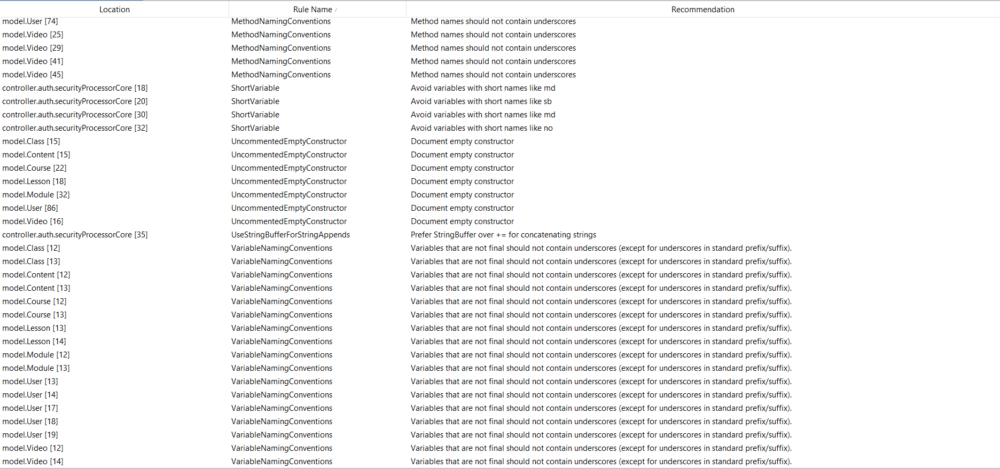 Location Rule Name Recommendation
model.User [74] MethodNamingConventions Method names should not contain underscores
model.Video [25] MethodNamingConventions Method names should not contain underscores
model.Video [29] MethodNamingConventions Method names should not contain underscores
model.Video [41] MethodNamingConventions Method names should not contain underscores
model.Video [45] MethodNamingConventions Method names should not contain underscores
controller.auth.securityProcessorCore [18] ShortVariable Avoid variables with short names like md
controller.auth.securityProcessorCore [20] ShortVariable Avoid variables with short names like sb
controller.auth.securityProcessorCore [30] ShortVariable Avoid variables with short names like md
controller.auth.securityProcessorCore [32] ShortVariable Avoid variables with short names like no
model.Class [15] UncommentedEmptyConstructor Document empty constructor
model.Content [15] UncommentedEmptyConstructor Document empty constructor
model.Course [22] UncommentedEmptyConstructor Document empty constructor
model.Lesson [18] UncommentedEmptyConstructor Document empty constructor
model.Module [32] UncommentedEmptyConstructor Document empty constructor
model.User [86] UncommentedEmptyConstructor Document empty constructor
model.Video [16] UncommentedEmptyConstructor Document empty constructor
controller.auth.securityProcessorCore [35] UseStringBufferForStringAppends Prefer StringBuffer over += for concatenating strings
model.Class [12] VariableNamingConventions Variables that are not final should not contain underscores (except for underscores in standard prefix/suffix).
model.Class [13] VariableNamingConventions Variables that are not final should not contain underscores (except for underscores in standard prefix/suffix).
model.Content [12] VariableNamingConventions Variables that are not final should not contain underscores (except for underscores in standard prefix/suffix).
model.Content [13] VariableNamingConventions Variables that are not final should not contain underscores (except for underscores in standard prefix/suffix).
model.Course [12] VariableNamingConventions Variables that are not final should not contain underscores (except for underscores in standard prefix/suffix).
model.Course [13] VariableNamingConventions Variables that are not final should not contain underscores (except for underscores in standard prefix/suffix).
model.Lesson [13] VariableNamingConventions Variables that are not final should not contain underscores (except for underscores in standard prefix/suffix).
model.Lesson [14] VariableNamingConventions Variables that are not final should not contain underscores (except for underscores in standard prefix/suffix).
model.Module [12] VariableNamingConventions Variables that are not final should not contain underscores (except for underscores in standard prefix/suffix).
model.Module [13] VariableNamingConventions Variables that are not final should not contain underscores (except for underscores in standard prefix/suffix).
model.User [13] VariableNamingConventions Variables that are not final should not contain underscores (except for underscores in standard prefix/suffix).
model.User [14] VariableNamingConventions Variables that are not final should not contain underscores (except for underscores in standard prefix/suffix).
model.User [17] VariableNamingConventions Variables that are not final should not contain underscores (except for underscores in standard prefix/suffix).
model.User [18] VariableNamingConventions Variables that are not final should not contain underscores (except for underscores in standard prefix/suffix).
model.User [19] VariableNamingConventions Variables that are not final should not contain underscores (except for underscores in standard prefix/suffix).
model.Video [12] VariableNamingConventions Variables that are not final should not contain underscores (except for underscores in standard prefix/suffix).
model.Video [14] VariableNamingConventions Variables that are not final should not contain underscores (except for underscores in standard prefix/suffix).